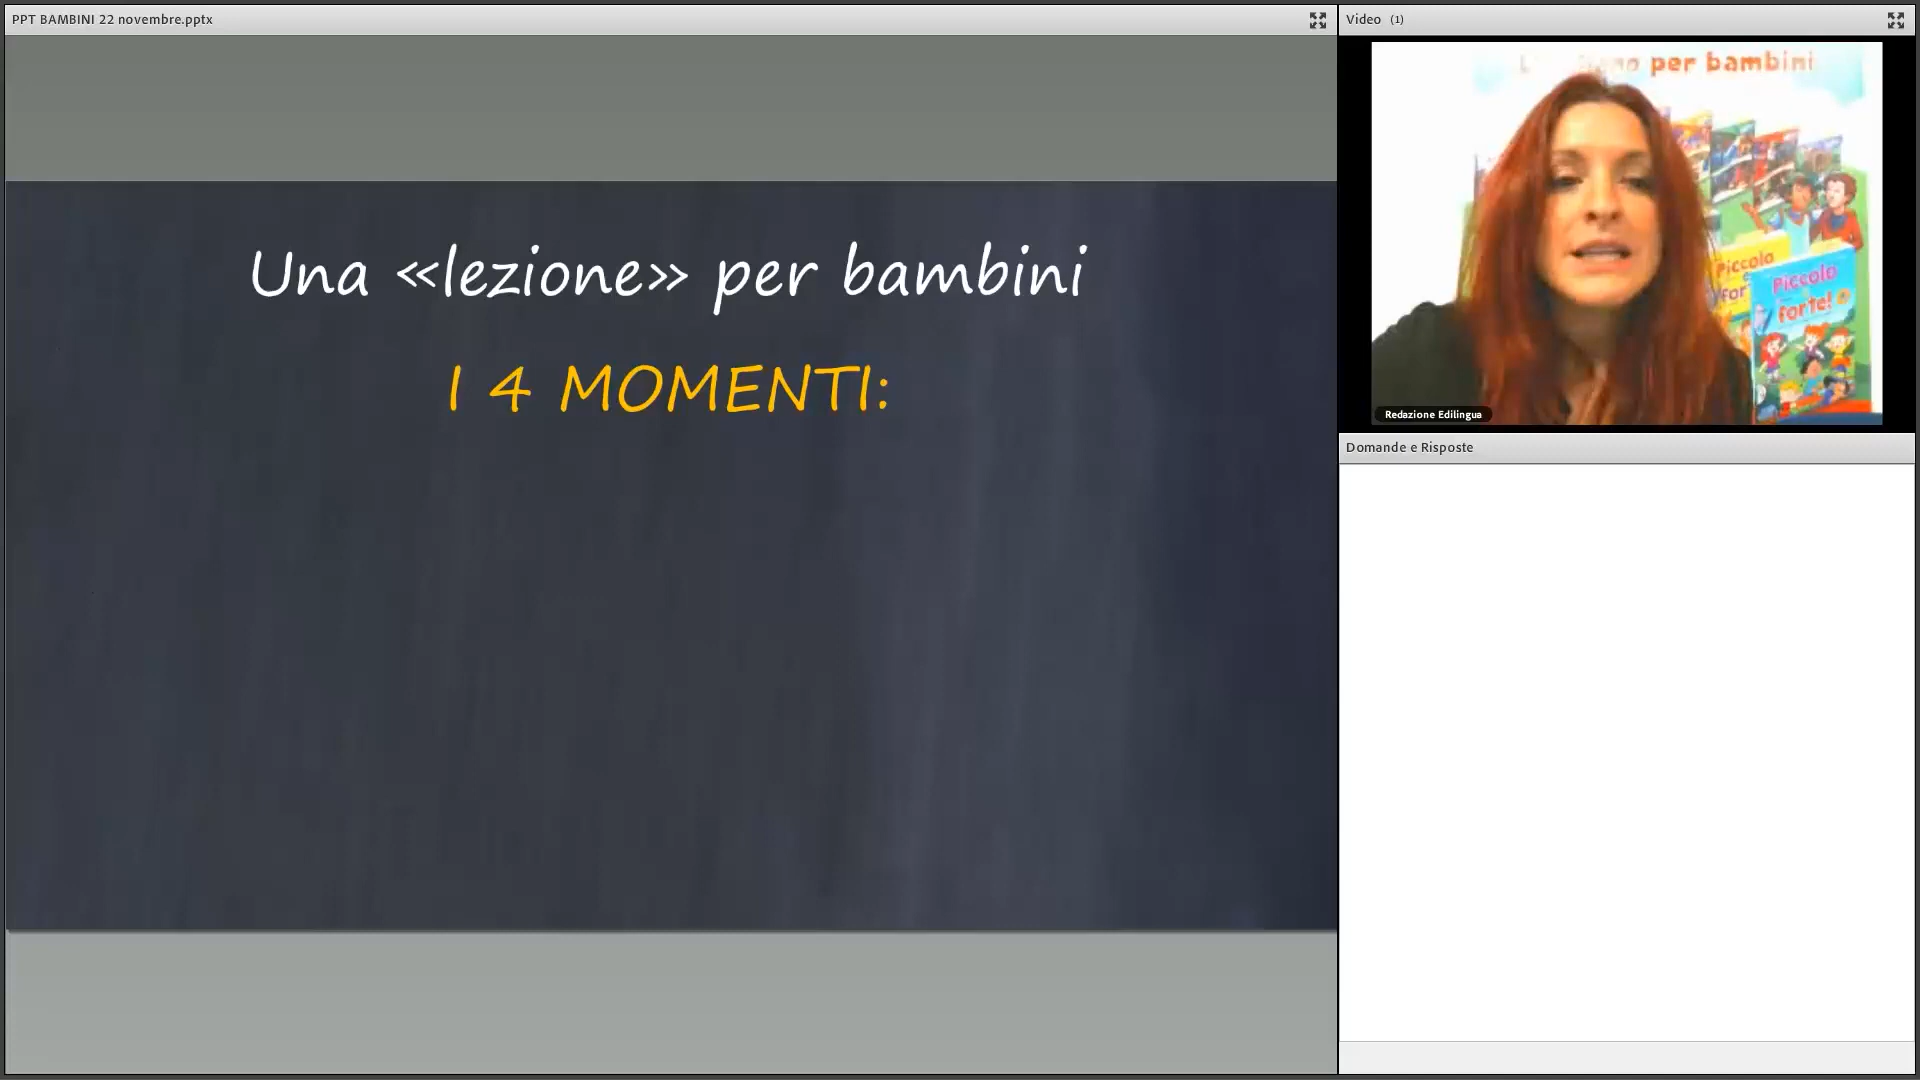 PPT BAMBINI 22 novembre.pptx
Una «lezione» per bambini
I 4 MOMENTI:
Video (1)
per bambini
Piccolo
Piccolo
forte!
Redazione Edilingua
Domande e Risposte